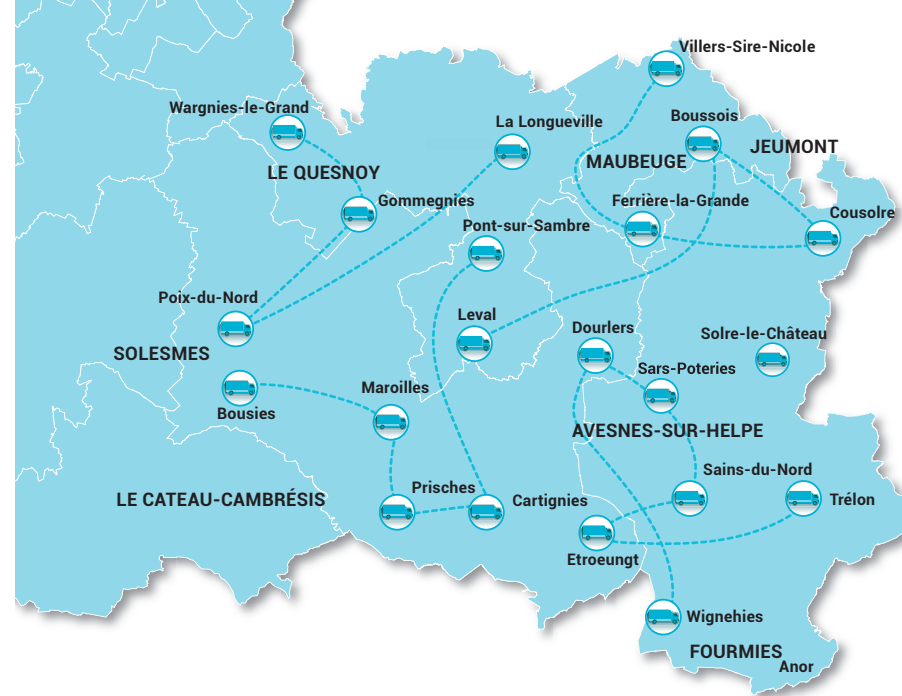 Villers-Sire-Nicole
Wargnies-le-Grand
La Longueville
Boussois
JEUMONT
MAUBEUGE
LE QUESNOY
Gommegnies
Ferrière-la-Grande
Cousolre
Pont-sur-Sambre
Poix-du-Nord
Leval
Dourlers
Solre-le-Château
SOLESMES
Sars-Poteries
Maroilles
Bousies
AVESNES-SUR-HELPE
Sains-du-Nord
Prisches
LE CATEAU-CAMBRÉSIS
Cartignies
Trélon
Etroeungt
Wignehies
FOURMIES
Anor